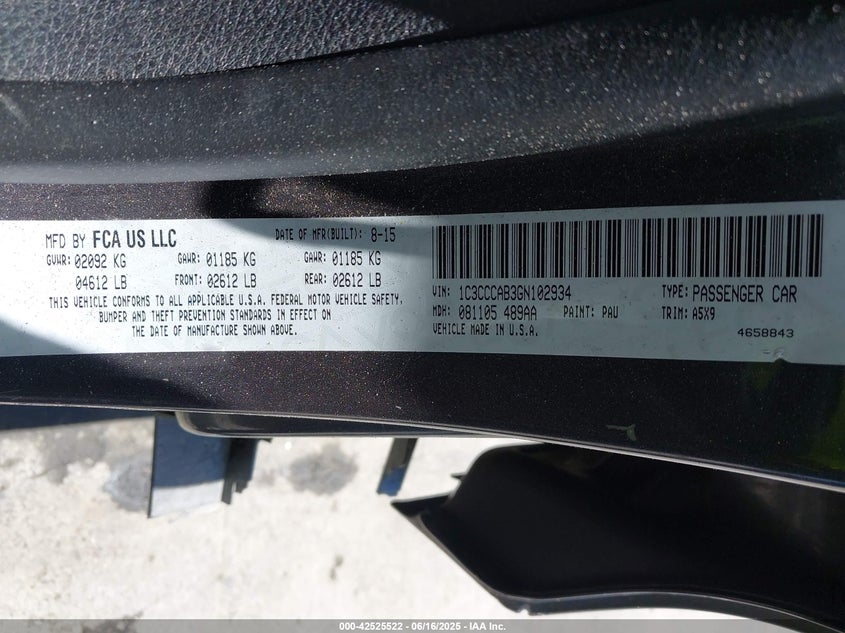 MFD BY FCA US LLC
DATE OF MFR(BUILT): 8-15
GVWR: 02092 KG GAWR: 01185 KG GAWR: 01185 KG
04612 LB FRONT: 02612 LB REAR: 02612 LB
THIS VEHICLE CONFORMS TO ALL APPLICABLE U.S.A. FEDERAL MOTOR VEHICLE SAFETY,
BUMPER AND THEFT PREVENTION STANDARDS IN EFFECT ON
THE DATE OF MANUFACTURE SHOWN ABOVE.
VIN: 1C3CCCAB3GN102934 TYPE: PASSENGER CAR
MDH: 081105 489AA PAINT: PAU TRIM: A5X9
VEHICLE MADE IN U.S.A. 4658843
000-42525522 / 06/16/2025 - IAA Inc.